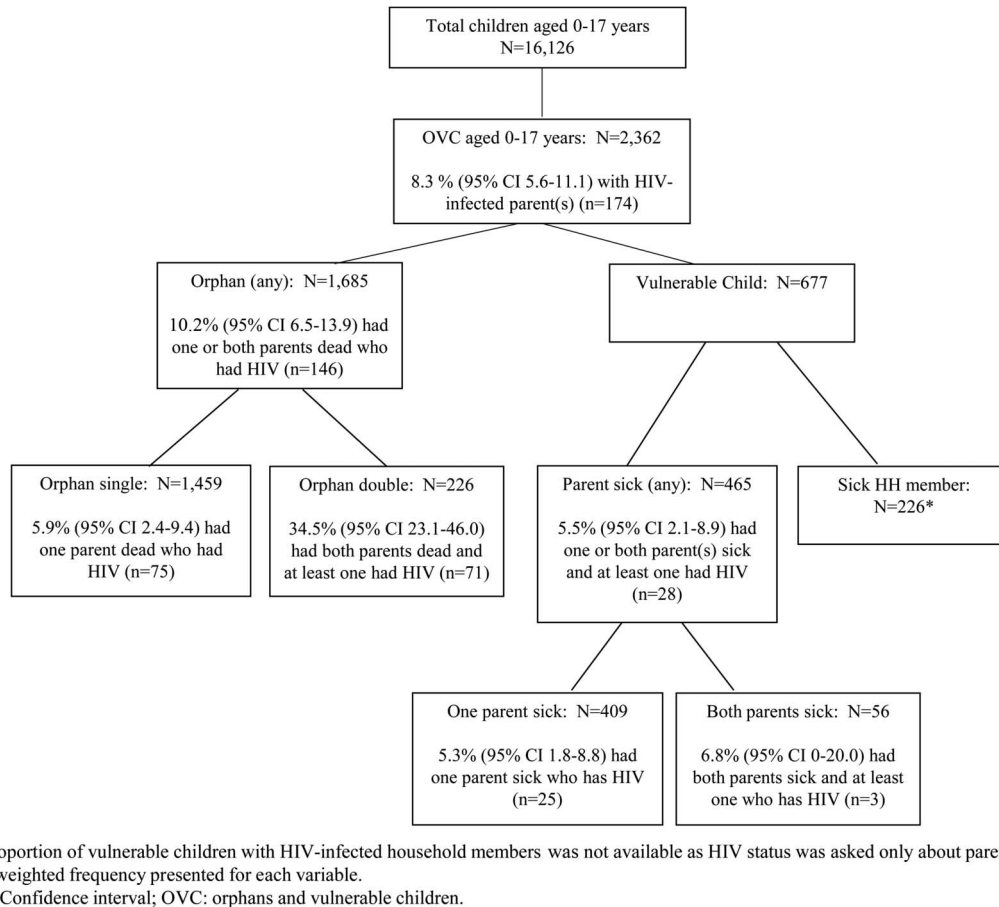 Total children aged 0-17 years
N=16,126
OVC aged 0-17 years: N=2,362
8.3 % (95% CI 5.6-11.1) with HIV-
infected parent(s) (n=174)
Orphan (any): N=1,685
10.2% (95% CI 6.5-13.9) had
one or both parents dead who
had HIV (n=146)
Vulnerable Child: N=677
Orphan single: N=1,459
5.9% (95% CI 2.4-9.4) had
one parent dead who had
HIV (n=75)
Orphan double: N=226
34.5% (95% CI 23.1-46.0)
had both parents dead and
at least one had HIV (n=71)
Parent sick (any): N=465
5.5% (95% CI 2.1-8.9) had
one or both parent(s) sick
and at least one had HIV
(n=28)
Sick HH member:
N=226*
One parent sick: N=409
5.3% (95% CI 1.8-8.8) had
one parent sick who has HIV
(n=25)
Both parents sick: N=56
6.8% (95% CI 0-20.0) had
both parents sick and at least
one who has HIV (n=3)
oportion of vulnerable children with HIV-infected household members was not available as HIV status was asked only about pare
weighted frequency presented for each variable.
Confidence interval; OVC: orphans and vulnerable children.